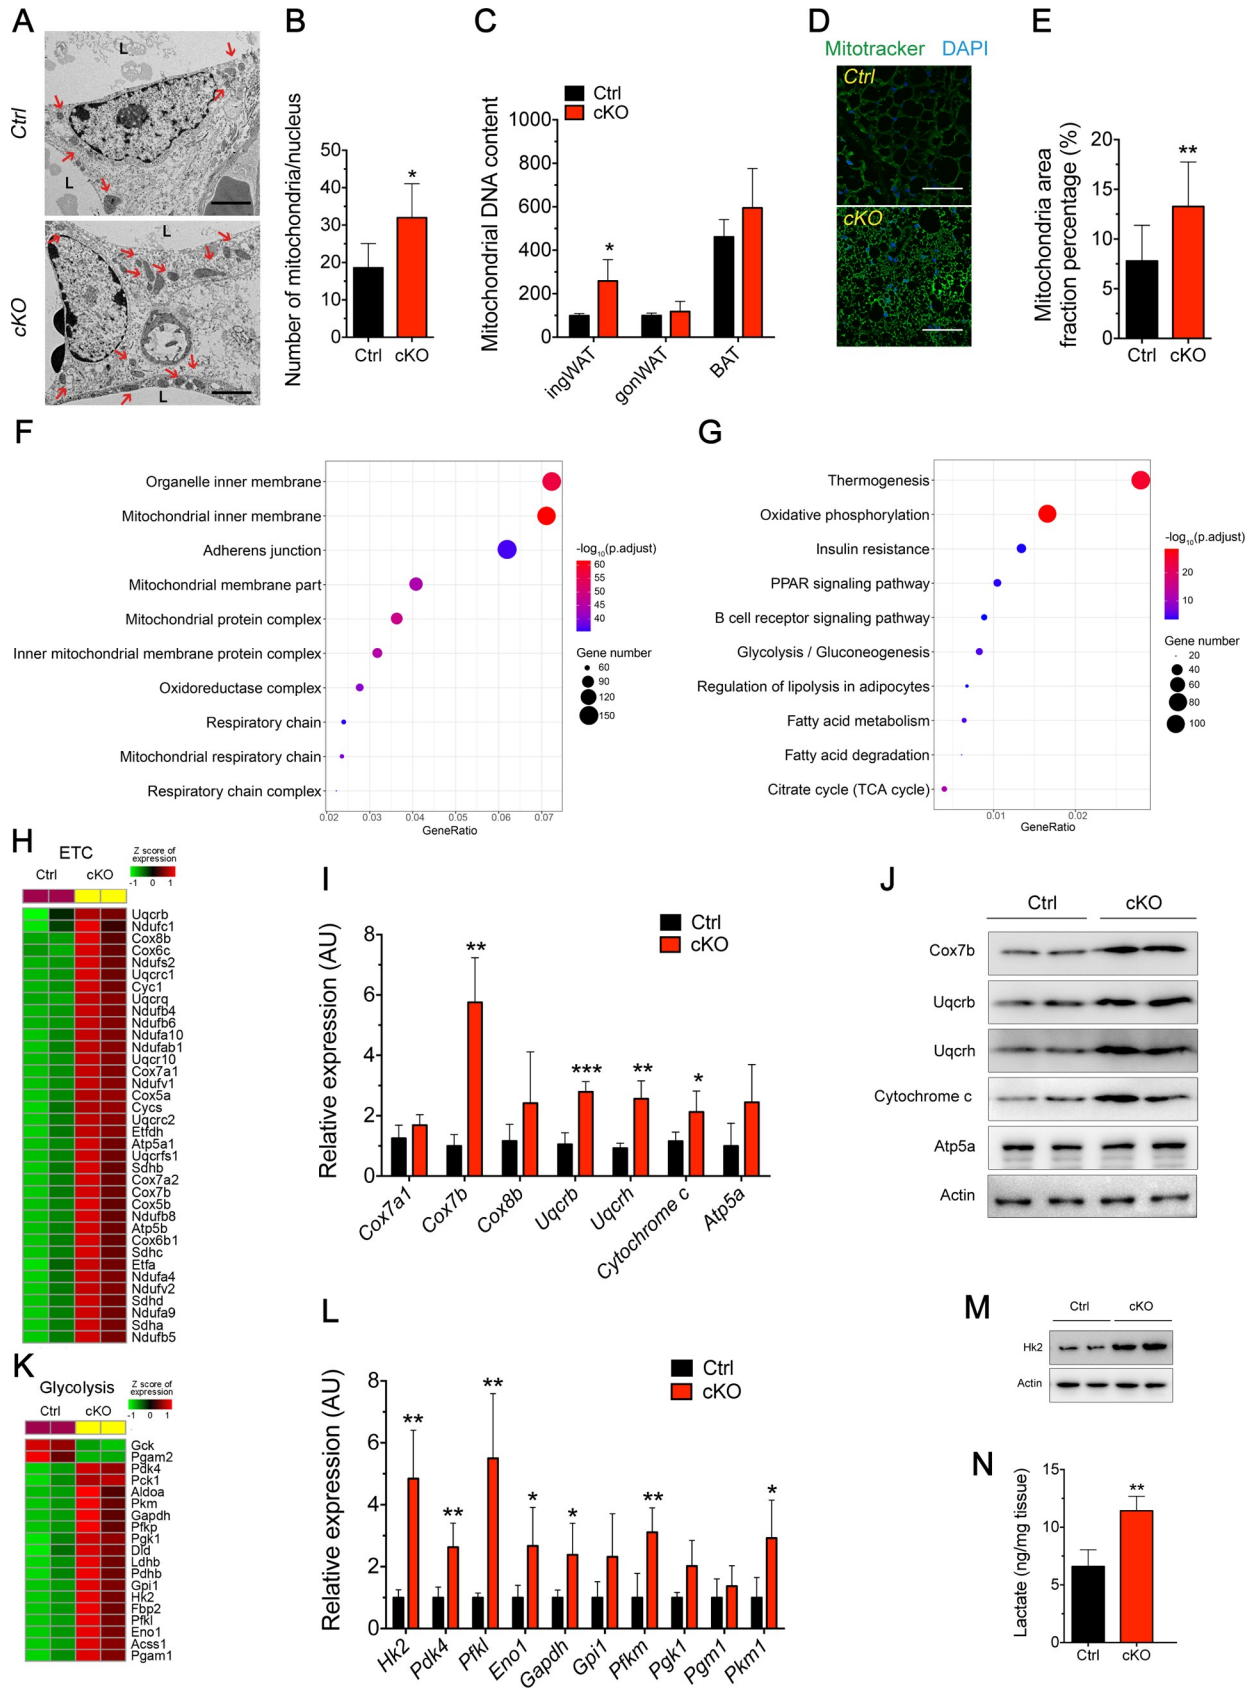 A
B
C
D
E
Ctrl
cKO
L
L
L
L
Number of mitochondria/nucleus
50
40
30
20
10
0
*
Ctrl
cKO
Ctrl
cKO
Mitochondrial DNA content
1000
800
600
400
200
0
*
ingWAT
gonWAT
BAT
Mitotracker DAPI
Ctrl
cKO
Mitochondria area
fraction percentage (%)
20
15
10
5
0
**
Ctrl
cKO
F
Organelle inner membrane
Mitochondrial inner membrane
Adherens junction
Mitochondrial membrane part
Mitochondrial protein complex
Inner mitochondrial membrane protein complex
Oxidoreductase complex
Respiratory chain
Mitochondrial respiratory chain
Respiratory chain complex
0.02 0.03 0.04 0.05 0.06 0.07
GeneRatio
-log10(p.adjust)
60
55
50
45
40
Gene number
60
90
120
150
G
Thermogenesis
Oxidative phosphorylation
Insulin resistance
PPAR signaling pathway
B cell receptor signaling pathway
Glycolysis / Gluconeogenesis
Regulation of lipolysis in adipocytes
Fatty acid metabolism
Fatty acid degradation
Citrate cycle (TCA cycle)
0.01 0.02
GeneRatio
-log10(p.adjust)
20
10
Gene number
20
40
60
80
100
H
ETC
Ctrl cKO
Z score of
expression
-1 0 1
Uqcrb
Ndufc1
Cox8b
Cox6c
Ndufs2
Uqcrc1
Cyc1
Uqcrq
Ndufb4
Ndufb6
Ndufa10
Ndufab1
Uqcr10
Cox7a1
Ndufv1
Cox5a
Cycs
Uqcrc2
Etfdh
Atp5a1
Uqcrfs1
Sdhb
Cox7a2
Cox7b
Cox5b
Ndufb8
Atp5b
Cox6b1
Sdhc
Etfa
Ndufa4
Ndufv2
Sdhd
Ndufa9
Sdha
Ndufb5
I
Ctrl
cKO
Relative expression (AU)
8
6
4
2
0
**
***
**
*
Cox7a1
Cox7b
Cox8b
Uqcrb
Uqcrh
Cytochrome c
Atp5a
J
Ctrl cKO
Cox7b
Uqcrb
Uqcrh
Cytochrome c
Atp5a
Actin
K
Glycolysis
Ctrl cKO
Z score of
expression
-1 0 1
Gck
Pgam2
Pdk4
Pck1
Aldoa
Pkm
Gapdh
Pfkp
Pgk1
Dld
Ldhb
Pdhb
Gpi1
Hk2
Fbp2
Pfkl
Eno1
Acss1
Pgam1
L
Ctrl
cKO
Relative expression (AU)
8
6
4
2
0
**
**
**
*
*
**
*
Hk2
Pdk4
Pfkl
Eno1
Gapdh
Gpi1
Pfkm
Pgk1
Pgm1
Pkm1
M
Ctrl cKO
Hk2
Actin
N
Lactate (ng/mg tissue)
15
10
5
0
**
Ctrl
cKO